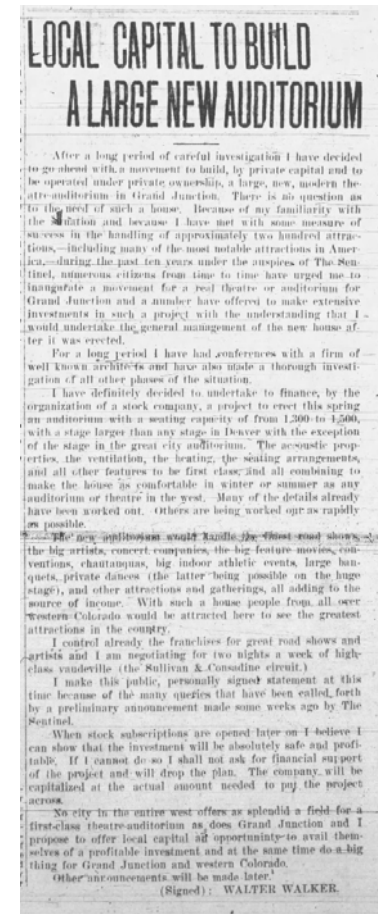 LOCAL CAPITAL TO BUILD
A LARGE NEW AUDITORIUM
After a long period of careful investigation I have decided
to go ahead with a movement to build, by private capital and to
be operated under private ownership, a large, new, modern the-
atre-auditorium in Grand Junction. There is no question as
to the need of such a house. Because of my familiarity with
the situation and because I have met with some measure of
success in the handling of approximately two hundred attrac-
tions,—including many of the most notable attractions in Amer-
ica,—during the past ten years under the auspices of The Sen-
tinel, numerous citizens from time to time have urged me to
inaugurate a movement for a real theatre or auditorium for
Grand Junction and a number have offered to make extensive
investments in such a project with the understanding that I
would undertake the general management of the new house af-
ter it was erected.
For a long period I have had conferences with a firm of
well known architects and have also made a thorough investi-
gation of all other phases of the situation.
I have definitely decided to undertake to finance, by the
organization of a stock company, a project to erect this spring
an auditorium with a seating capacity of from 1,300 to 1,500,
with a stage larger than any stage in Denver with the exception
of the stage in the great city auditorium. The acoustic prop-
erties, the ventilation, the heating, the seating arrangements,
and all other features to be first class, and all combining to
make the house as comfortable in winter or summer as any
auditorium or theatre in the west. Many of the details already
have been worked out. Others are being worked out as rapidly
as possible.
The new auditorium would handle the finest road shows,
the big artists, concert companies, the big feature movies, con-
ventions, chautauquas, big indoor athletic events, large ban-
quets, private dances (the latter being possible on the huge
stage), and other attractions and gatherings, all adding to the
source of income. With such a house people from all over
western Colorado would be attracted here to see the greatest
attractions in the country.
I control already the franchises for great road shows and
artists and I am negotiating for two nights a week of high-
class vaudeville (the Sullivan & Consadine circuit.)
I make this public, personally signed statement at this
time because of the many queries that have been called forth
by a preliminary announcement made some weeks ago by The
Sentinel.
When stock subscriptions are opened later on I believe I
can show that the investment will be absolutely safe and profi-
table. If I cannot do so I shall not ask for financial support
of the project and will drop the plan. The company will be
capitalized at the actual amount needed to put the project
across.
No city in the entire west offers as splendid a field for a
first-class theatre-auditorium as does Grand Junction and I
propose to offer local capital an opportunity to avail them-
selves of a profitable investment and at the same time do a big
thing for Grand Junction and western Colorado.
Other announcements will be made later.
(Signed): WALTER WALKER.